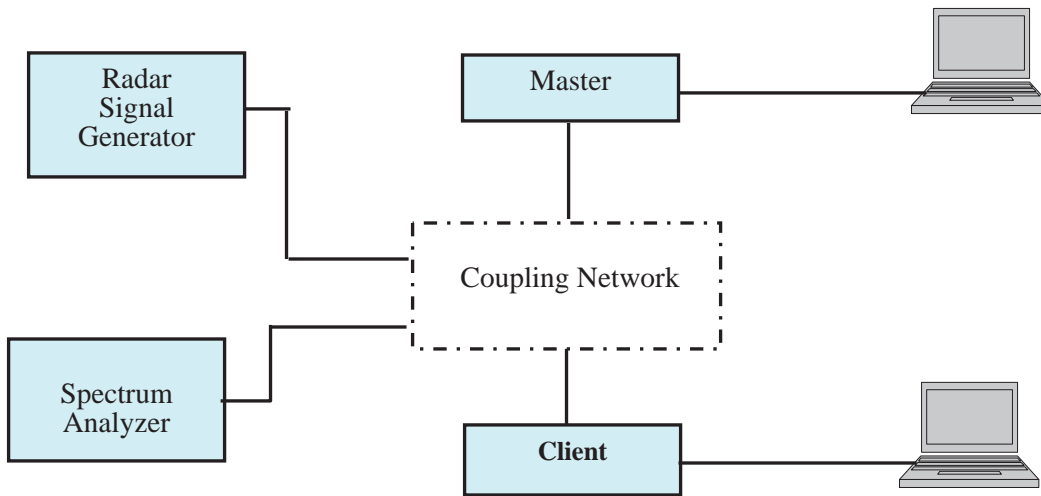 Radar
Signal
Generator
Master
Coupling Network
Spectrum
Analyzer
Client